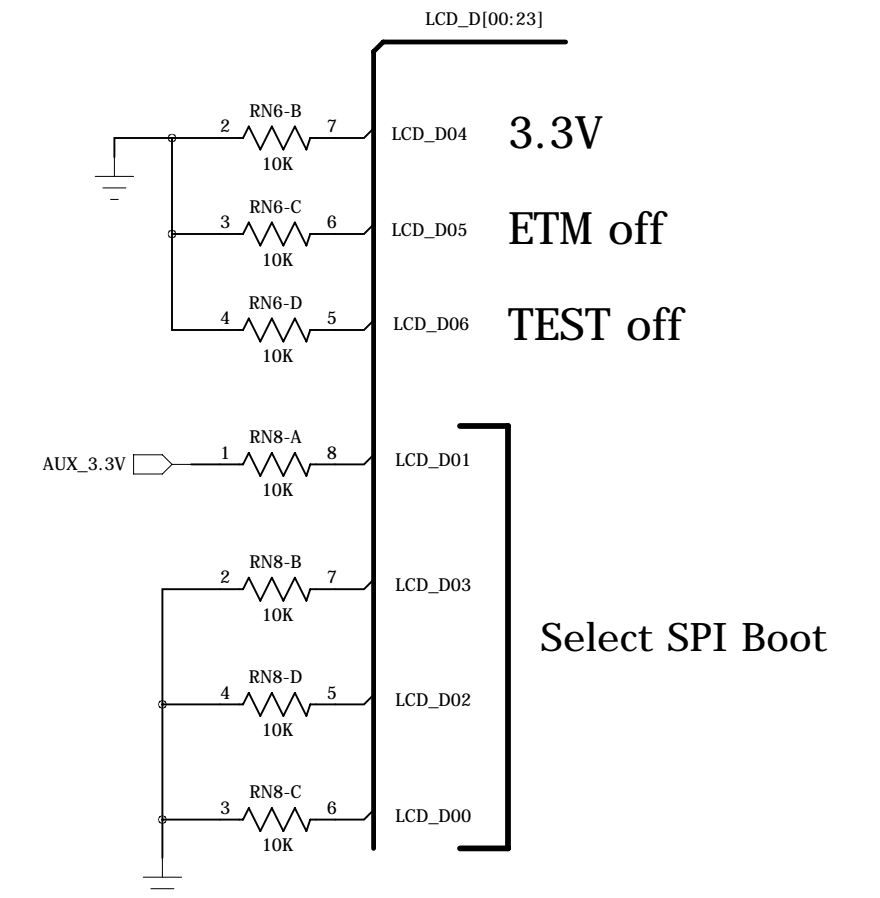 LCD_D[00:23]
RN6-B
2 7 LCD_D04 3.3V
10K
RN6-C
3 6 LCD_D05 ETM off
10K
RN6-D
4 5 LCD_D06 TEST off
10K
RN8-A
AUX_3.3V 1 8 LCD_D01
10K
RN8-B
2 7 LCD_D03
10K
Select SPI Boot
RN8-D
4 5 LCD_D02
10K
RN8-C
3 6 LCD_D00
10K